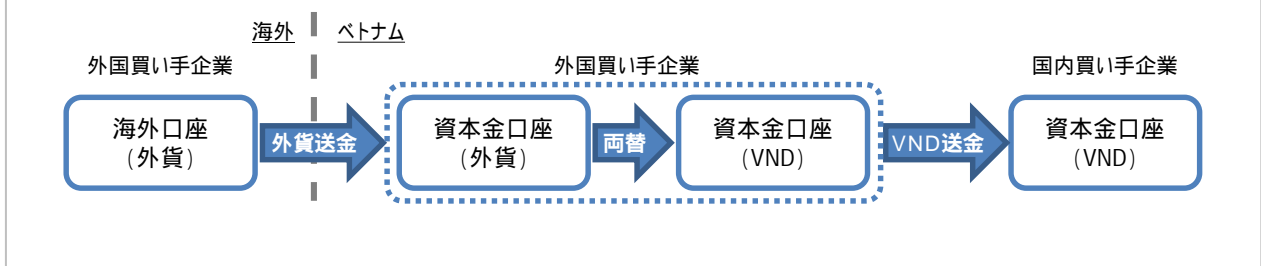 海外
ベトナム
外国買い手企業
外国買い手企業
国内買い手企業
海外口座
(外貨)
外貨送金
資本金口座
(外貨)
両替
資本金口座
(VND)
VND送金
資本金口座
(VND)